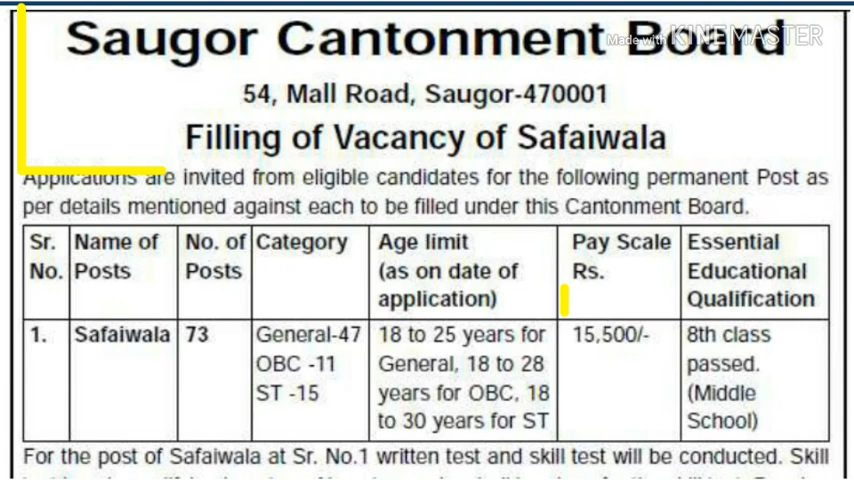 Saugor Cantonment Board
Made with KINEMASTER
54, Mall Road, Saugor-470001
Filling of Vacancy of Safaiwala
Applications are invited from eligible candidates for the following permanent Post as
per details mentioned against each to be filled under this Cantonment Board.
Sr. Name of No. of Category Age limit Pay Scale Essential
No. Posts Posts (as on date of Rs. Educational
application) Qualification
1. Safaiwala 73 General-47 18 to 25 years for 15,500/- 8th class
OBC -11 General, 18 to 28 passed.
ST -15 years for OBC, 18 (Middle
to 30 years for ST School)
For the post of Safaiwala at Sr. No.1 written test and skill test will be conducted. Skill